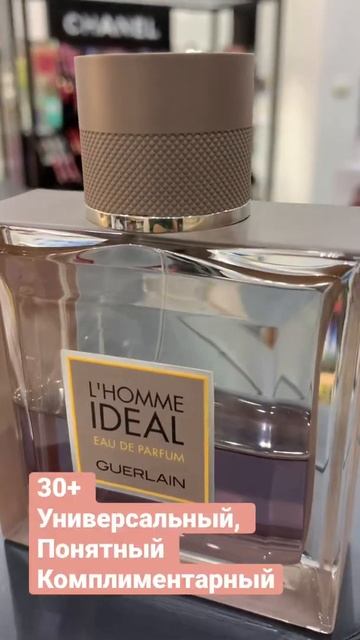 CHANEL
L'HOMME
IDEAL
EAU DE PARFUM
GUERLAIN
30+
Универсальный,
Понятный
Комплиментарный